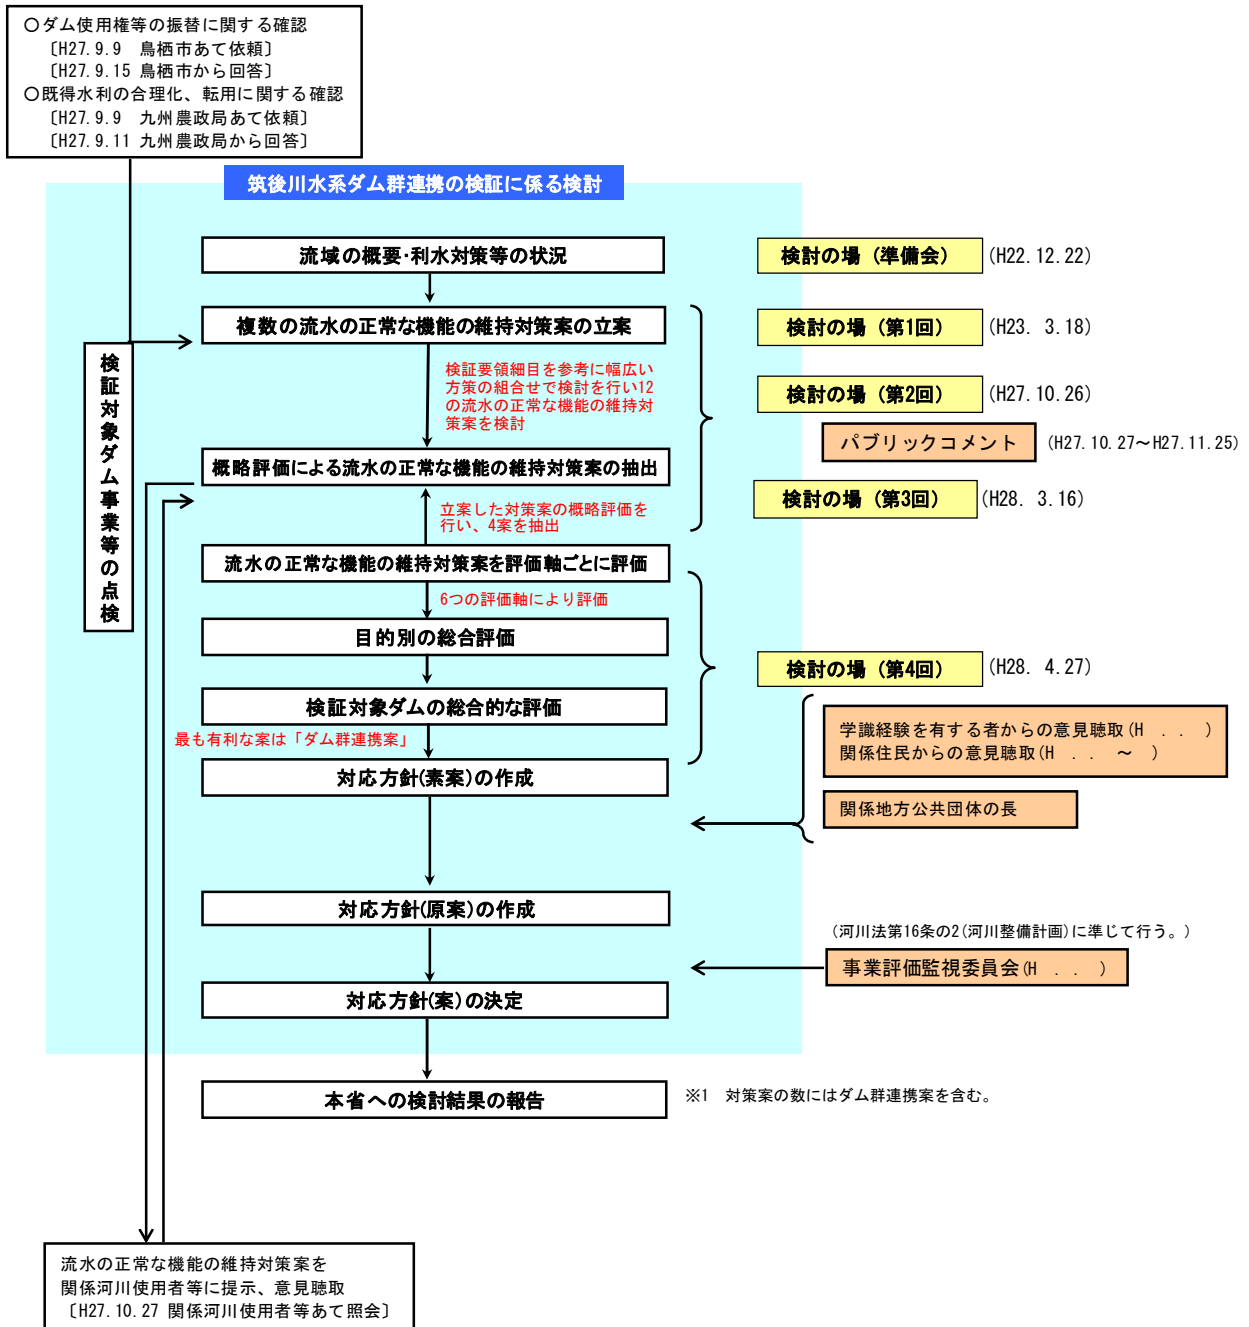 〇ダム使用権等の振替に関する確認
〔H27.9.9 鳥栖市あて依頼〕
〔H27.9.15 鳥栖市から回答〕
〇既得水利の合理化、転用に関する確認
〔H27.9.9 九州農政局あて依頼〕
〔H27.9.11 九州農政局から回答〕
筑後川水系ダム群連携の検証に係る検討
流域の概要･利水対策等の状況
検討の場（準備会）
(H22.12.22)
複数の流水の正常な機能の維持対策案の立案
検討の場（第1回）
(H23. 3.18)
検証対象ダム事業等の点検
検証要領細目を参考に幅広い
方策の組合せで検討を行い12
の流水の正常な機能の維持対
策案を検討
検討の場（第2回）
(H27.10.26)
パブリックコメント
(H27.10.27～H27.11.25)
概略評価による流水の正常な機能の維持対策案の抽出
検討の場（第3回）
(H28. 3.16)
立案した対策案の概略評価を
行い、4案を抽出
流水の正常な機能の維持対策案を評価軸ごとに評価
6つの評価軸により評価
目的別の総合評価
検討の場（第4回）
(H28. 4.27)
検証対象ダムの総合的な評価
最も有利な案は「ダム群連携案」
学識経験を有する者からの意見聴取(H . . )
関係住民からの意見聴取(H . . ～ )
対応方針(素案)の作成
関係地方公共団体の長
対応方針(原案)の作成
(河川法第16条の2(河川整備計画)に準じて行う。)
事業評価監視委員会(H . . )
対応方針(案)の決定
本省への検討結果の報告
※1 対策案の数にはダム群連携案を含む。
流水の正常な機能の維持対策案を
関係河川使用者等に提示、意見聴取
〔H27.10.27 関係河川使用者等あて照会〕